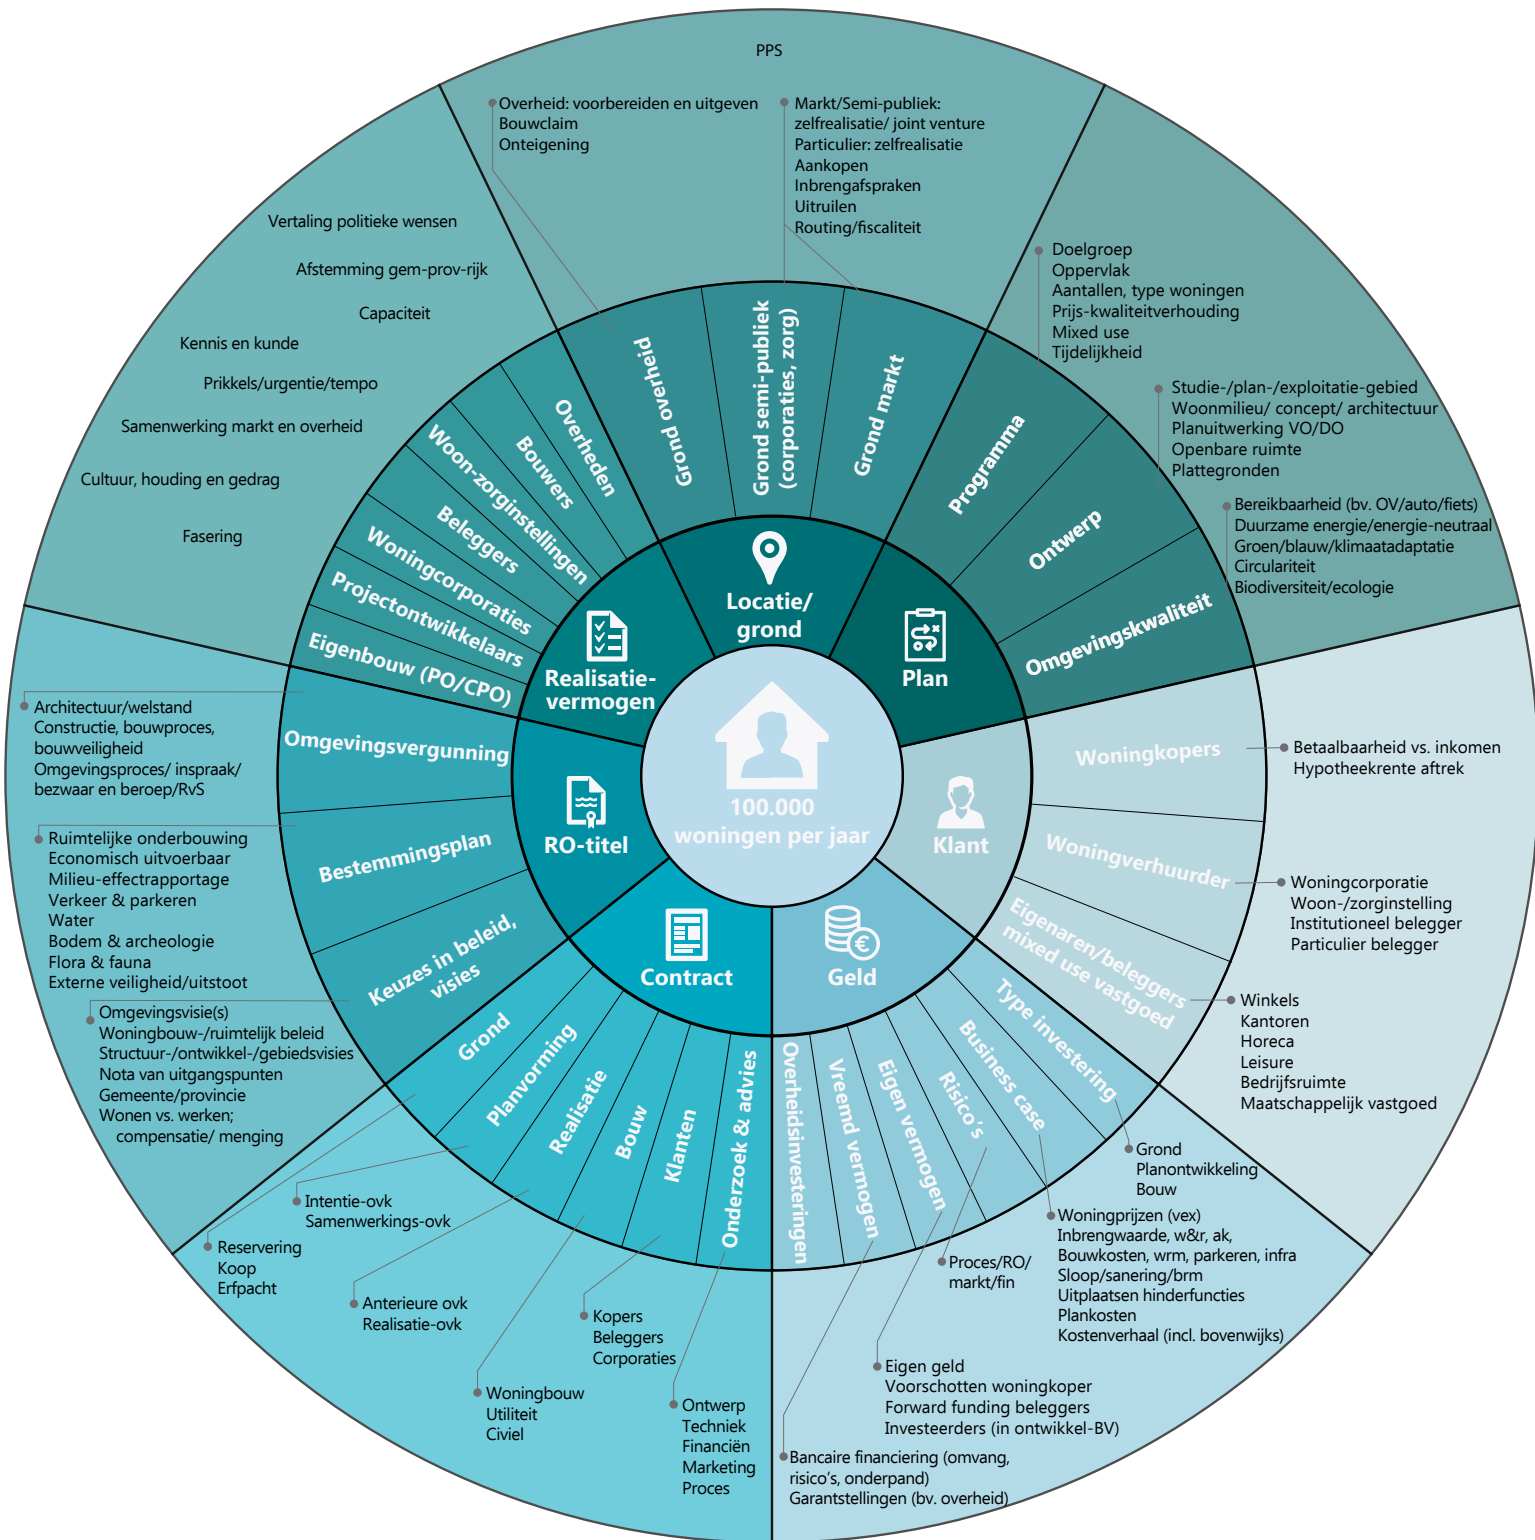 PPS
Overheid: voorbereiden en uitgeven
Bouwclaim
Onteigening
Markt/Semi-publiek:
zelfrealisatie/ joint venture
Particulier: zelfrealisatie
Aankopen
Inbrengafspraken
Uitruilen
Routing/fiscaliteit
Vertaling politieke wensen
Afstemming gem-prov-rijk
Capaciteit
Kennis en kunde
Prikkels/urgentie/tempo
Samenwerking markt en overheid
Cultuur, houding en gedrag
Fasering
Doelgroep
Oppervlak
Aantallen, type woningen
Prijs-kwaliteitverhouding
Mixed use
Tijdelijkheid
Studie-/plan-/exploitatie-gebied
Woonmilieu/ concept/ architectuur
Planuitwerking VO/DO
Openbare ruimte
Plattegronden
Bereikbaarheid (bv. OV/auto/fiets)
Duurzame energie/energie-neutraal
Groen/blauw/klimaatadaptatie
Circulariteit
Biodiversiteit/ecologie
Grond overheid
Grond semi-publiek
(corporaties, zorg)
Grond markt
Programma
Ontwerp
Omgevingskwaliteit
Overheden
Bouwers
Woon-zorginstellingen
Beleggers
Woningcorporaties
Projectontwikkelaars
Eigenbouw (PO/CPO)
Locatie/
grond
Plan
Realisatie-
vermogen
100.000
woningen per jaar
RO-titel
Klant
Contract
Geld
Omgevingsvergunning
Bestemmingsplan
Keuzes in beleid,
visies
Woningkopers
Woningverhuurder
Eigenaren/beleggers
mixed use vastgoed
Architectuur/welstand
Constructie, bouwproces,
bouwveiligheid
Omgevingsproces/ inspraak/
bezwaar en beroep/RvS
Ruimtelijke onderbouwing
Economisch uitvoerbaar
Milieu-effectrapportage
Verkeer & parkeren
Water
Bodem & archeologie
Flora & fauna
Externe veiligheid/uitstoot
Omgevingsvisie(s)
Woningbouw-/ruimtelijk beleid
Structuur-/ontwikkel-/gebiedsvisies
Nota van uitgangspunten
Gemeente/provincie
Wonen vs. werken;
compensatie/ menging
Betaalbaarheid vs. inkomen
Hypotheekrente aftrek
Woningcorporatie
Woon-/zorginstelling
Institutioneel belegger
Particulier belegger
Winkels
Kantoren
Horeca
Leisure
Bedrijfsruimte
Maatschappelijk vastgoed
Grond
Planvorming
Realisatie
Bouw
Klanten
Onderzoek & advies
Overheidsinvesteringen
Vreemd vermogen
Eigen vermogen
Risico's
Business case
Type investering
Grond
Planontwikkeling
Bouw
Woningprijzen (vex)
Inbrengwaarde, w&r, ak,
Bouwkosten, wrm, parkeren, infra
Sloop/sanering/brm
Uitplaatsen hinderfuncties
Plankosten
Kostenverhaal (incl. bovenwijks)
Proces/RO/
markt/fin
Eigen geld
Voorschotten woningkoper
Forward funding beleggers
Investeerders (in ontwikkel-BV)
Bancaire financiering (omvang,
risico's, onderpand)
Garantstellingen (bv. overheid)
Intentie-ovk
Samenwerkings-ovk
Reservering
Koop
Erfpacht
Anterieure ovk
Realisatie-ovk
Kopers
Beleggers
Corporaties
Woningbouw
Utiliteit
Civiel
Ontwerp
Techniek
Financiën
Marketing
Proces